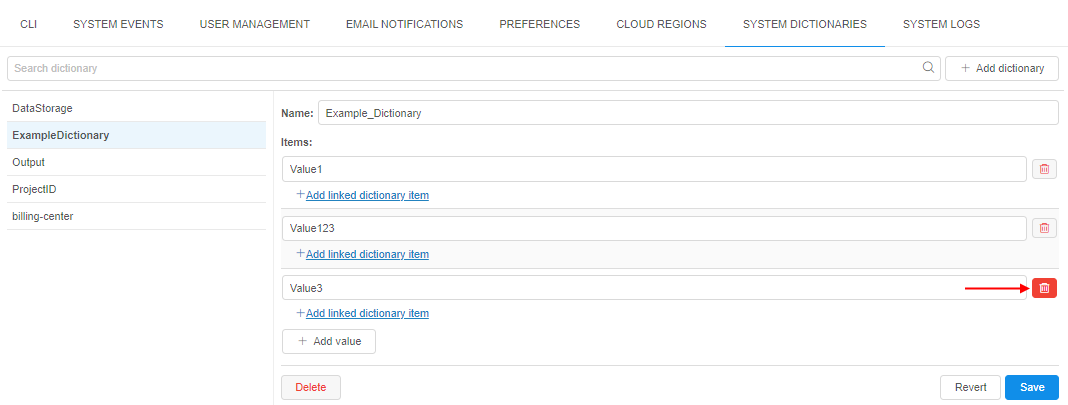 CLI SYSTEM EVENTS USER MANAGEMENT EMAIL NOTIFICATIONS PREFERENCES CLOUD REGIONS SYSTEM DICTIONARIES SYSTEM LOGS
Search dictionary + Add dictionary
DataStorage
ExampleDictionary
Output
ProjectID
billing-center
Name: Example_Dictionary
Items:
Value1
+Add linked dictionary item
Value123
+Add linked dictionary item
Value3
+Add linked dictionary item
+ Add value
Delete Revert Save